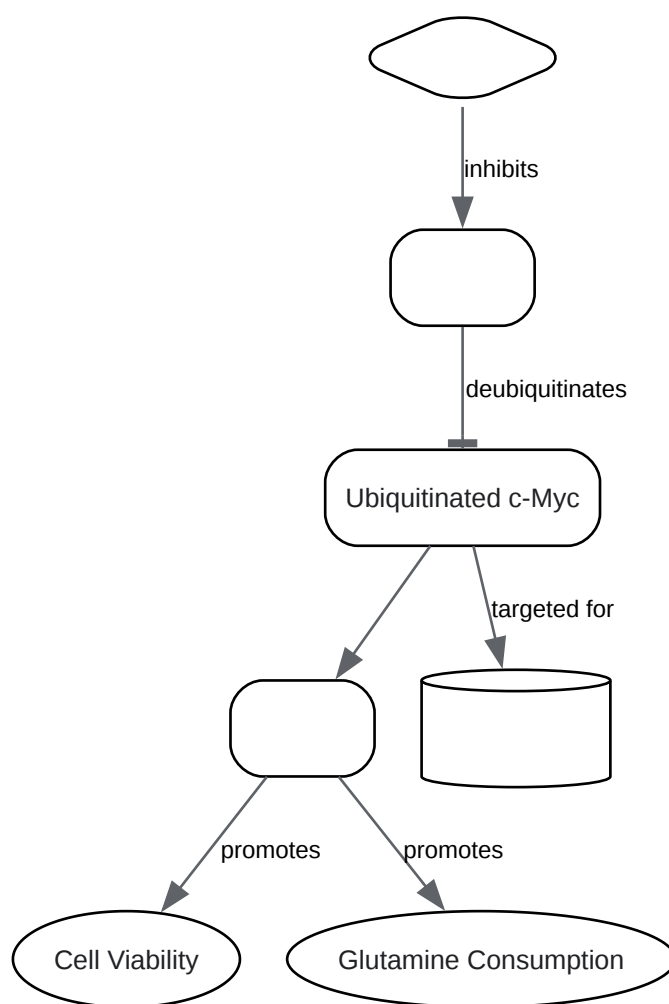 inhibits
deubiquitinates
Ubiquitinated c-Myc
targeted for
promotes
promotes
Cell Viability
Glutamine Consumption